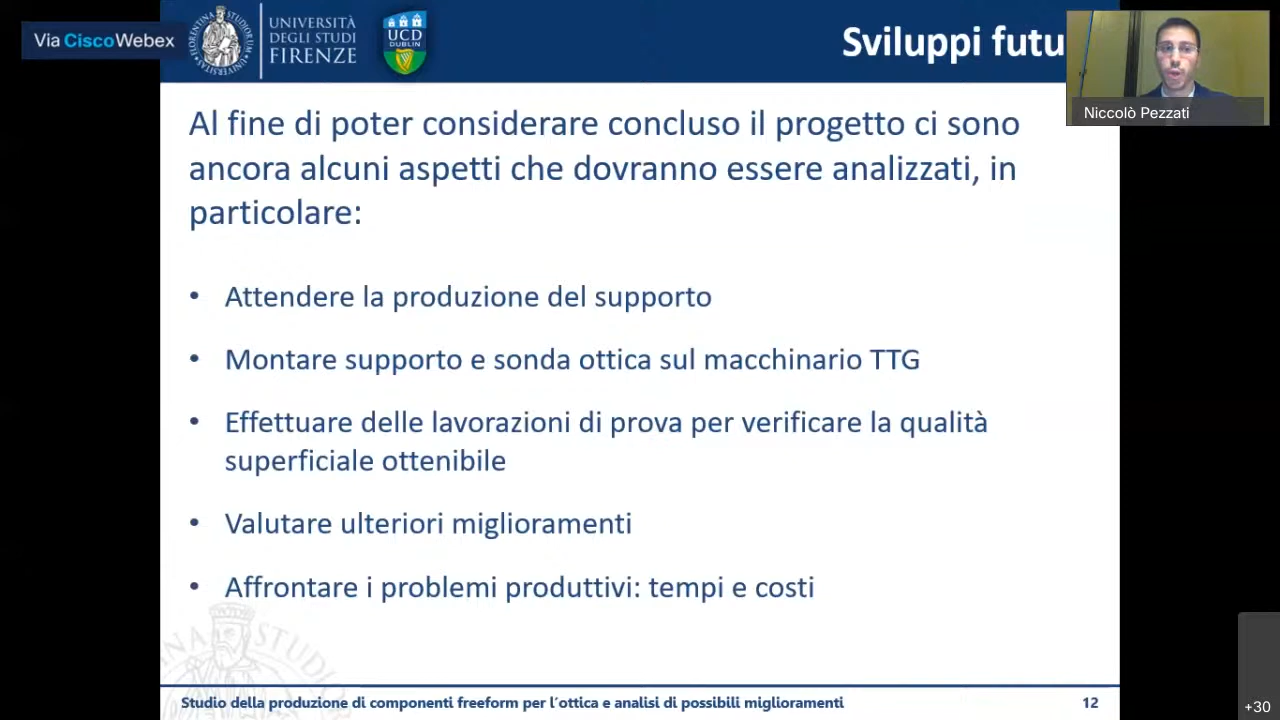 Via Cisco Webex
UNIVERSITÀ
DEGLI STUDI
FIRENZE
UCD
DUBLIN
Sviluppi futu
Niccolò Pezzati
Al fine di poter considerare concluso il progetto ci sono
ancora alcuni aspetti che dovranno essere analizzati, in
particolare:
• Attendere la produzione del supporto
• Montare supporto e sonda ottica sul macchinario TTG
• Effettuare delle lavorazioni di prova per verificare la qualità
superficiale ottenibile
• Valutare ulteriori miglioramenti
• Affrontare i problemi produttivi: tempi e costi
Studio della produzione di componenti freeform per l'ottica e analisi di possibili miglioramenti
12
+30